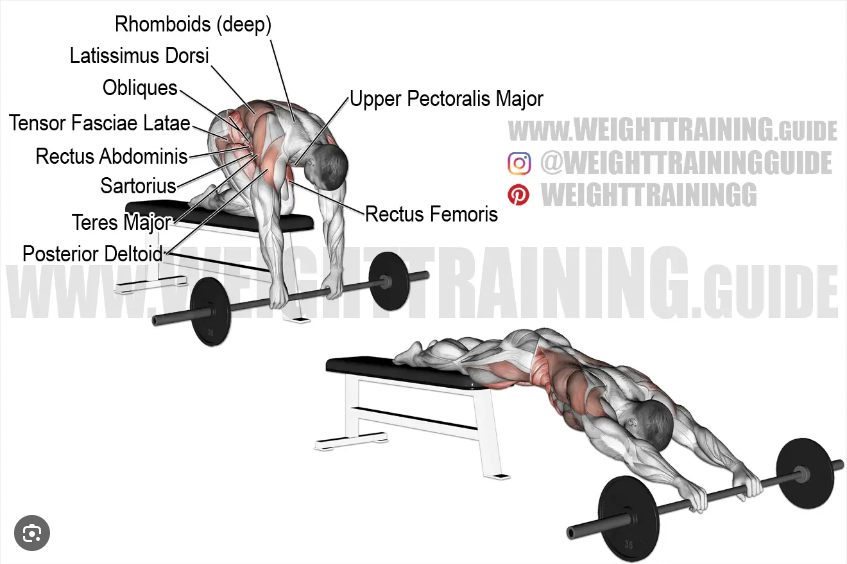 Rhomboids (deep)
Latissimus Dorsi
Obliques
Upper Pectoralis Major
Tensor Fasciae Latae
WWW.WEIGHTTRAINING.GUIDE
Rectus Abdominis
@WEIGHTTRAININGGUIDE
Sartorius
WEIGHTTRAININGG
Teres Major
Rectus Femoris
Posterior Deltoid
WWW.WEIGHTTRAINING.GUIDE